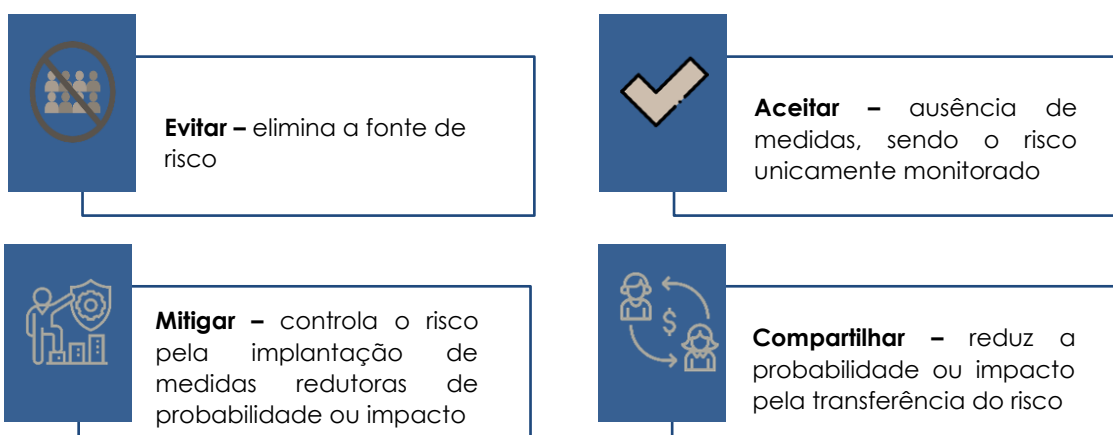 Evitar – elimina a fonte de
risco
Aceitar – ausência de
medidas, sendo o risco
unicamente monitorado
Mitigar – controla o risco
pela implantação de
medidas redutoras de
probabilidade ou impacto
$
Compartilhar – reduz a
probabilidade ou impacto
pela transferência do risco